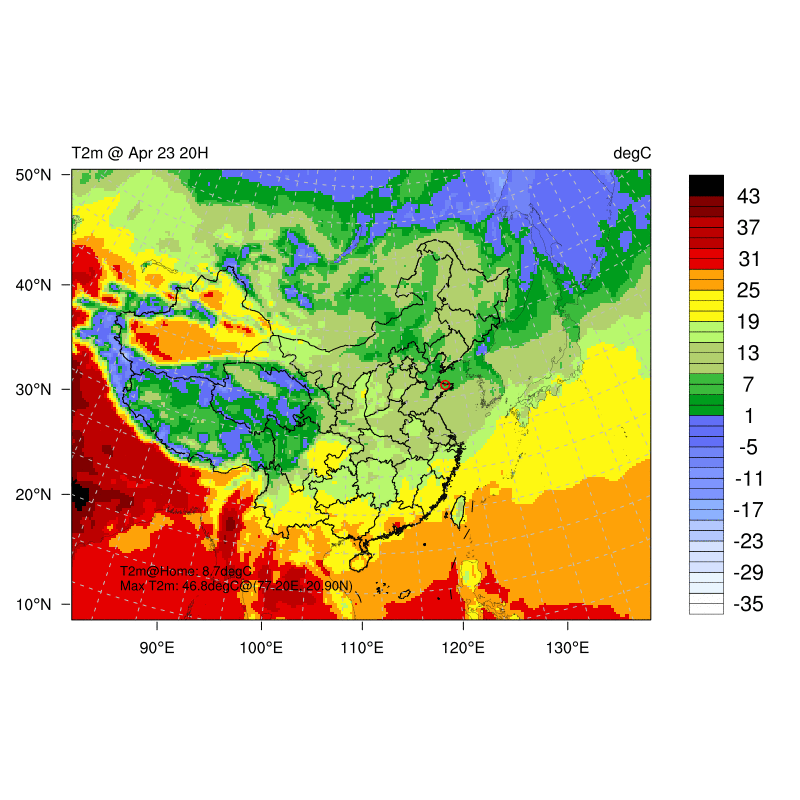 T2m @ Apr 23 20H degC
50°N
40°N
30°N
20°N
10°N
90°E 100°E 110°E 120°E 130°E
T2m@Home: 8.7degC
Max T2m: 46.8degC@(77.20E, 20.90N)
43
37
31
25
19
13
7
1
-5
-11
-17
-23
-29
-35